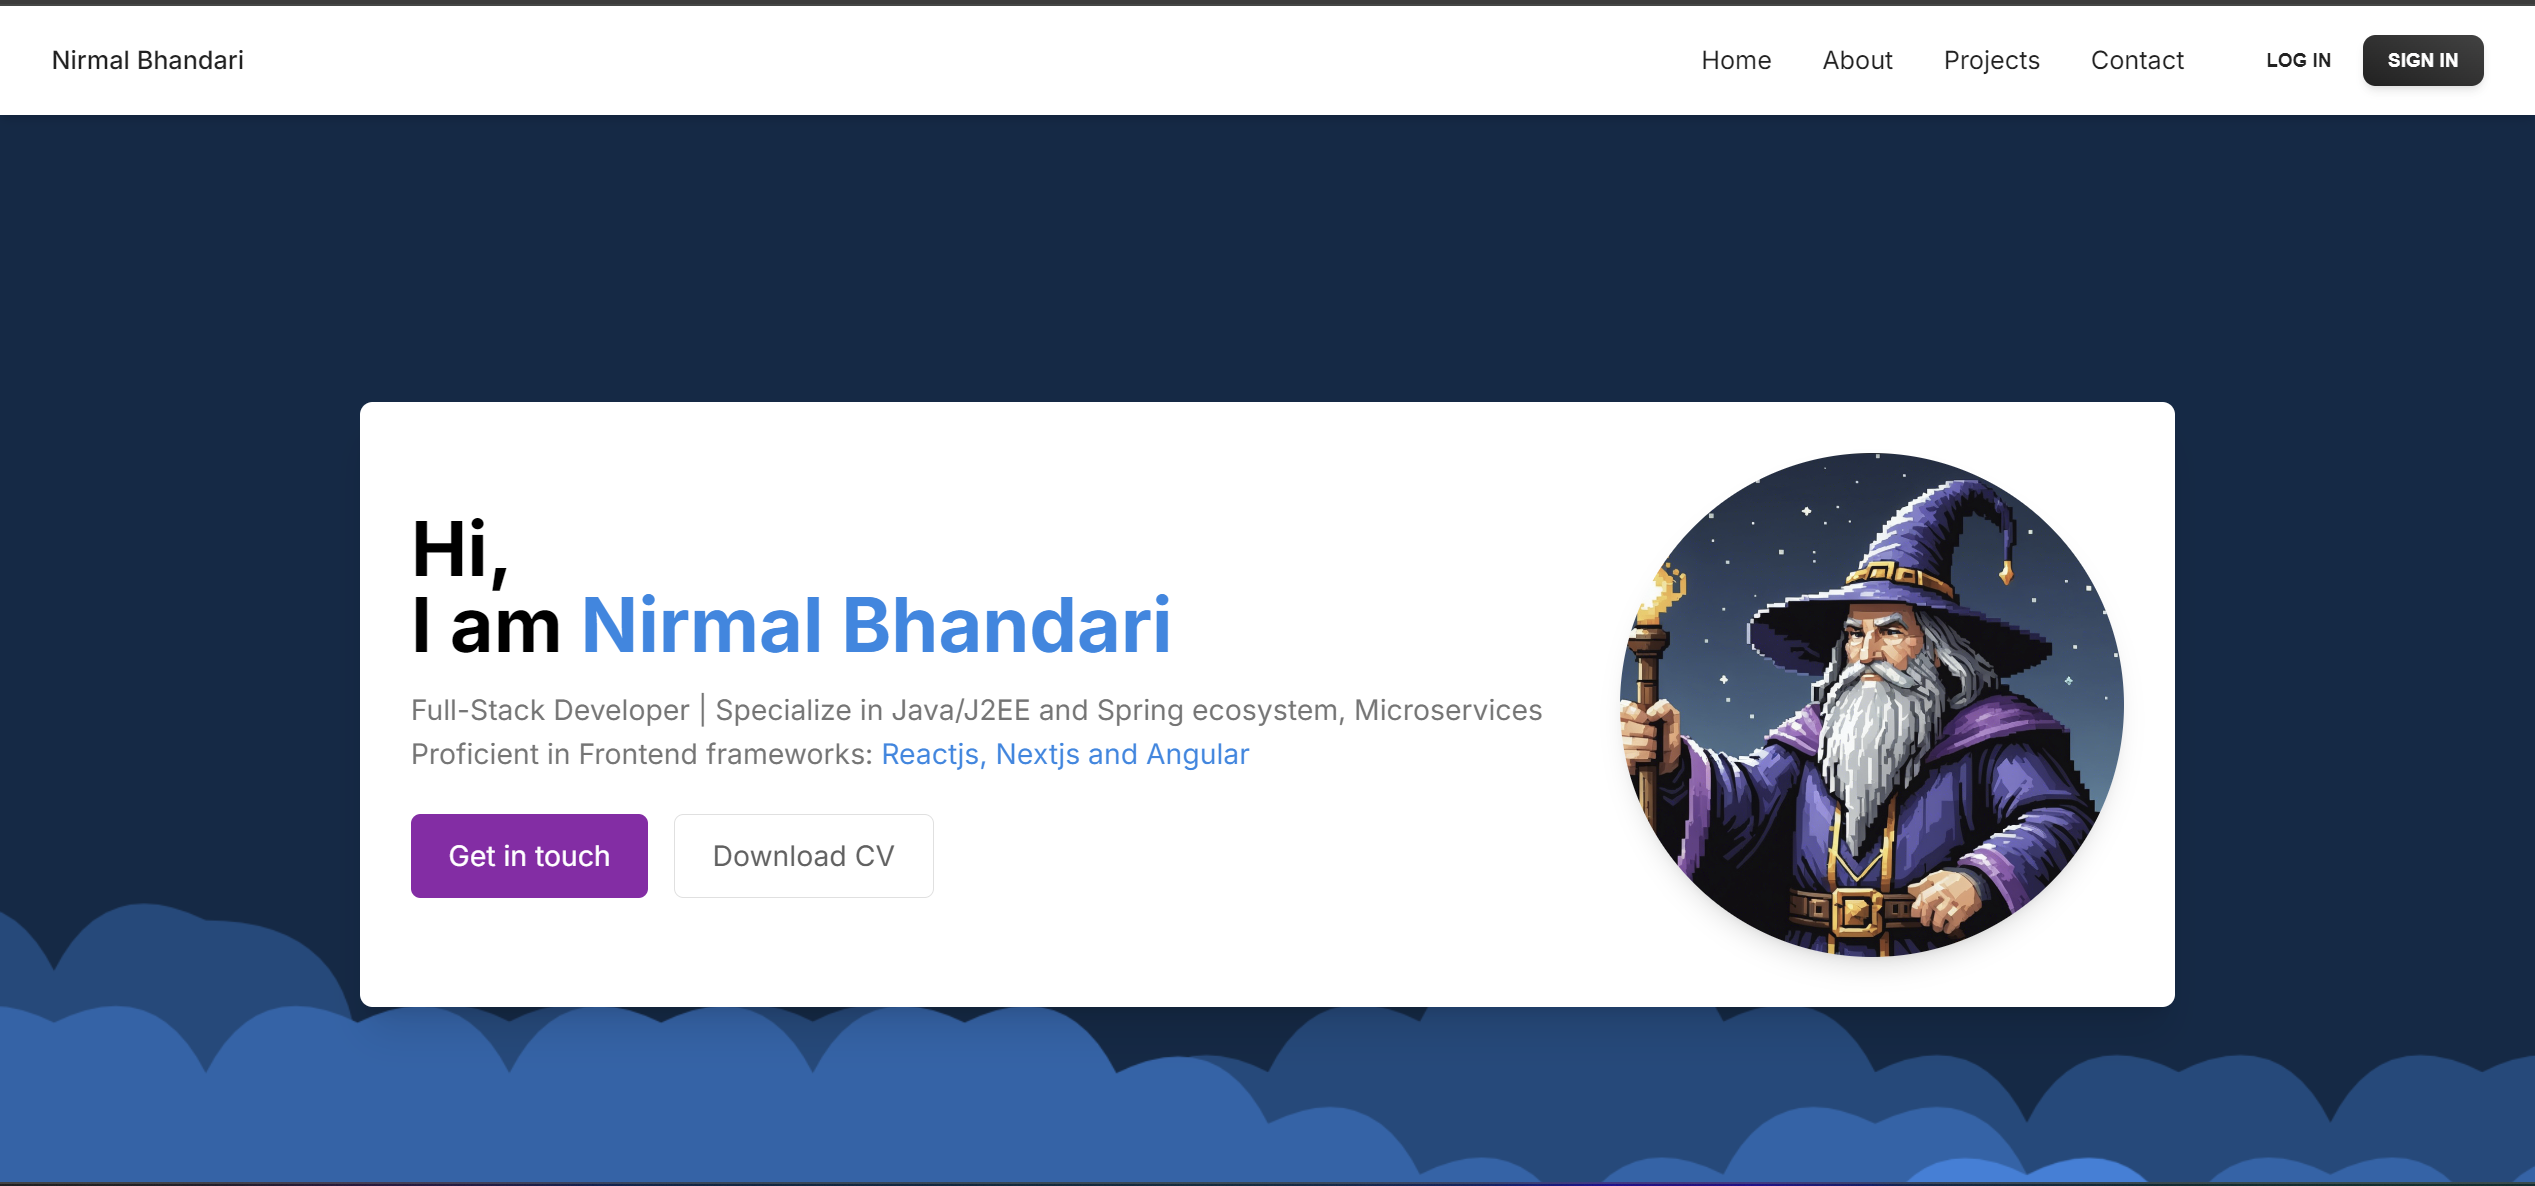 Nirmal Bhandari
Home
About
Projects
Contact
LOG IN
SIGN IN
Hi,
I am Nirmal Bhandari
Full-Stack Developer | Specialize in Java/J2EE and Spring ecosystem, Microservices
Proficient in Frontend frameworks: Reactjs, Nextjs and Angular
Get in touch
Download CV